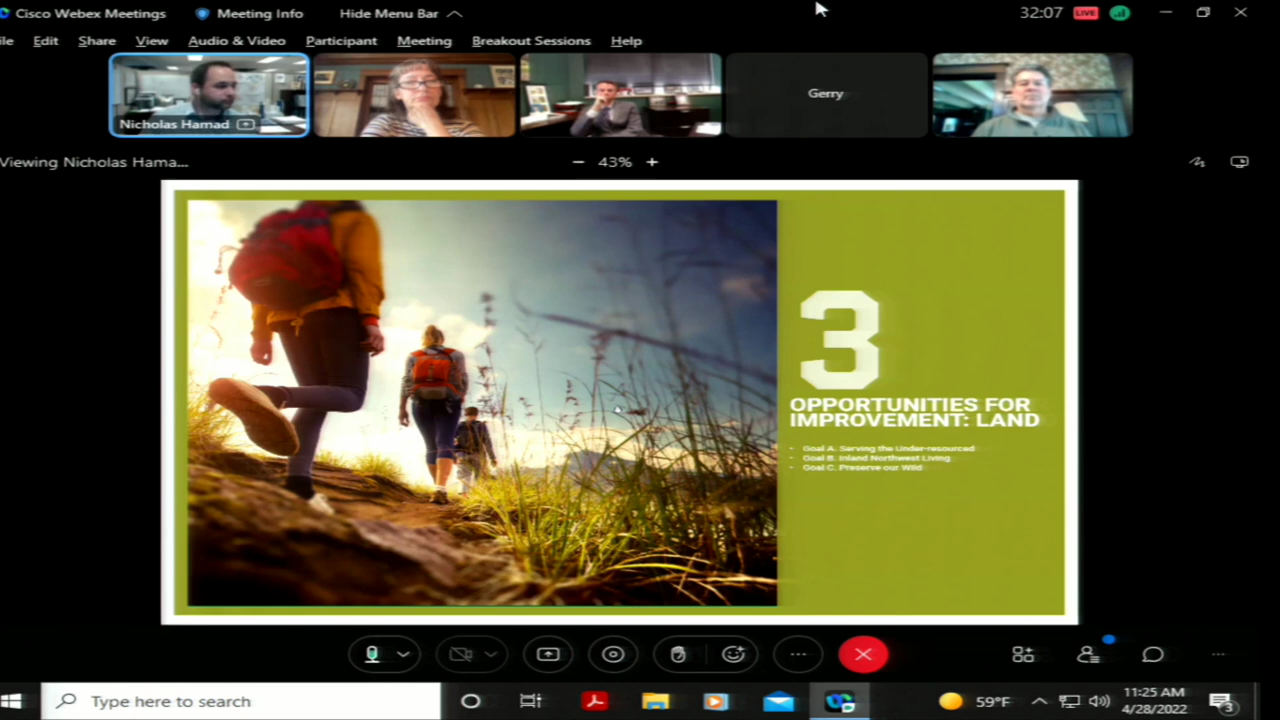 Cisco Webex Meetings Meeting Info Hide Menu Bar 32:07 LIVE
ile Edit Share View Audio & Video Participant Meeting Breakout Sessions Help
Nicholas Hamad
Gerry
Viewing Nicholas Hama... − 43% +
3
OPPORTUNITIES FOR
IMPROVEMENT: LAND
• Goal A. Serving the Under-resourced
• Goal B. Inland Northwest Living
• Goal C. Preserve our Wild
Type here to search
59°F
11:25 AM
4/28/2022
3